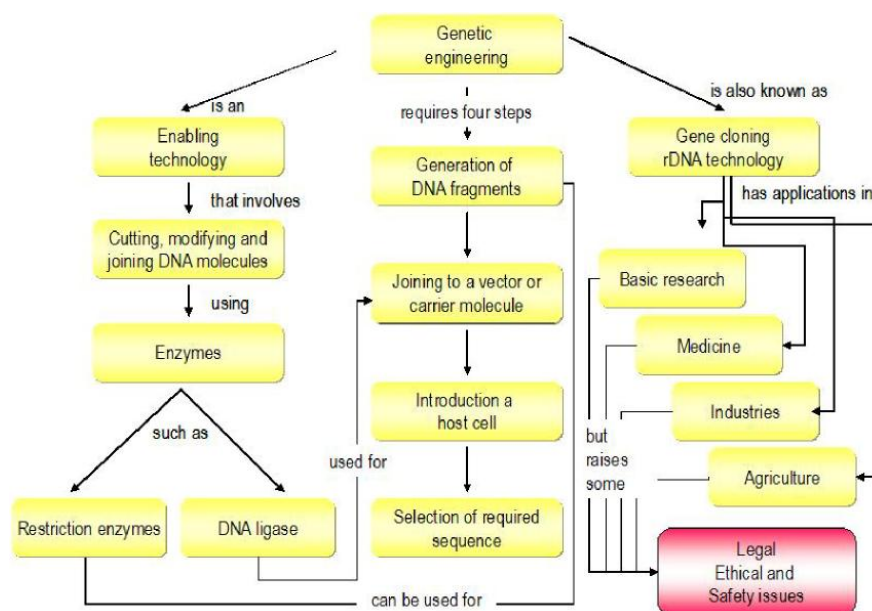 Genetic
engineering
is an
requires four steps
is also known as
Enabling
technology
Generation of
DNA fragments
Gene cloning
rDNA technology
that involves
has applications in
Cutting, modifying and
joining DNA molecules
Joining to a vector or
carrier molecule
Basic research
using
Enzymes
Medicine
such as
Introduction a
host cell
Industries
used for
but
raises
some
Agriculture
Restriction enzymes
DNA ligase
Selection of required
sequence
Legal
Ethical and
Safety issues
can be used for